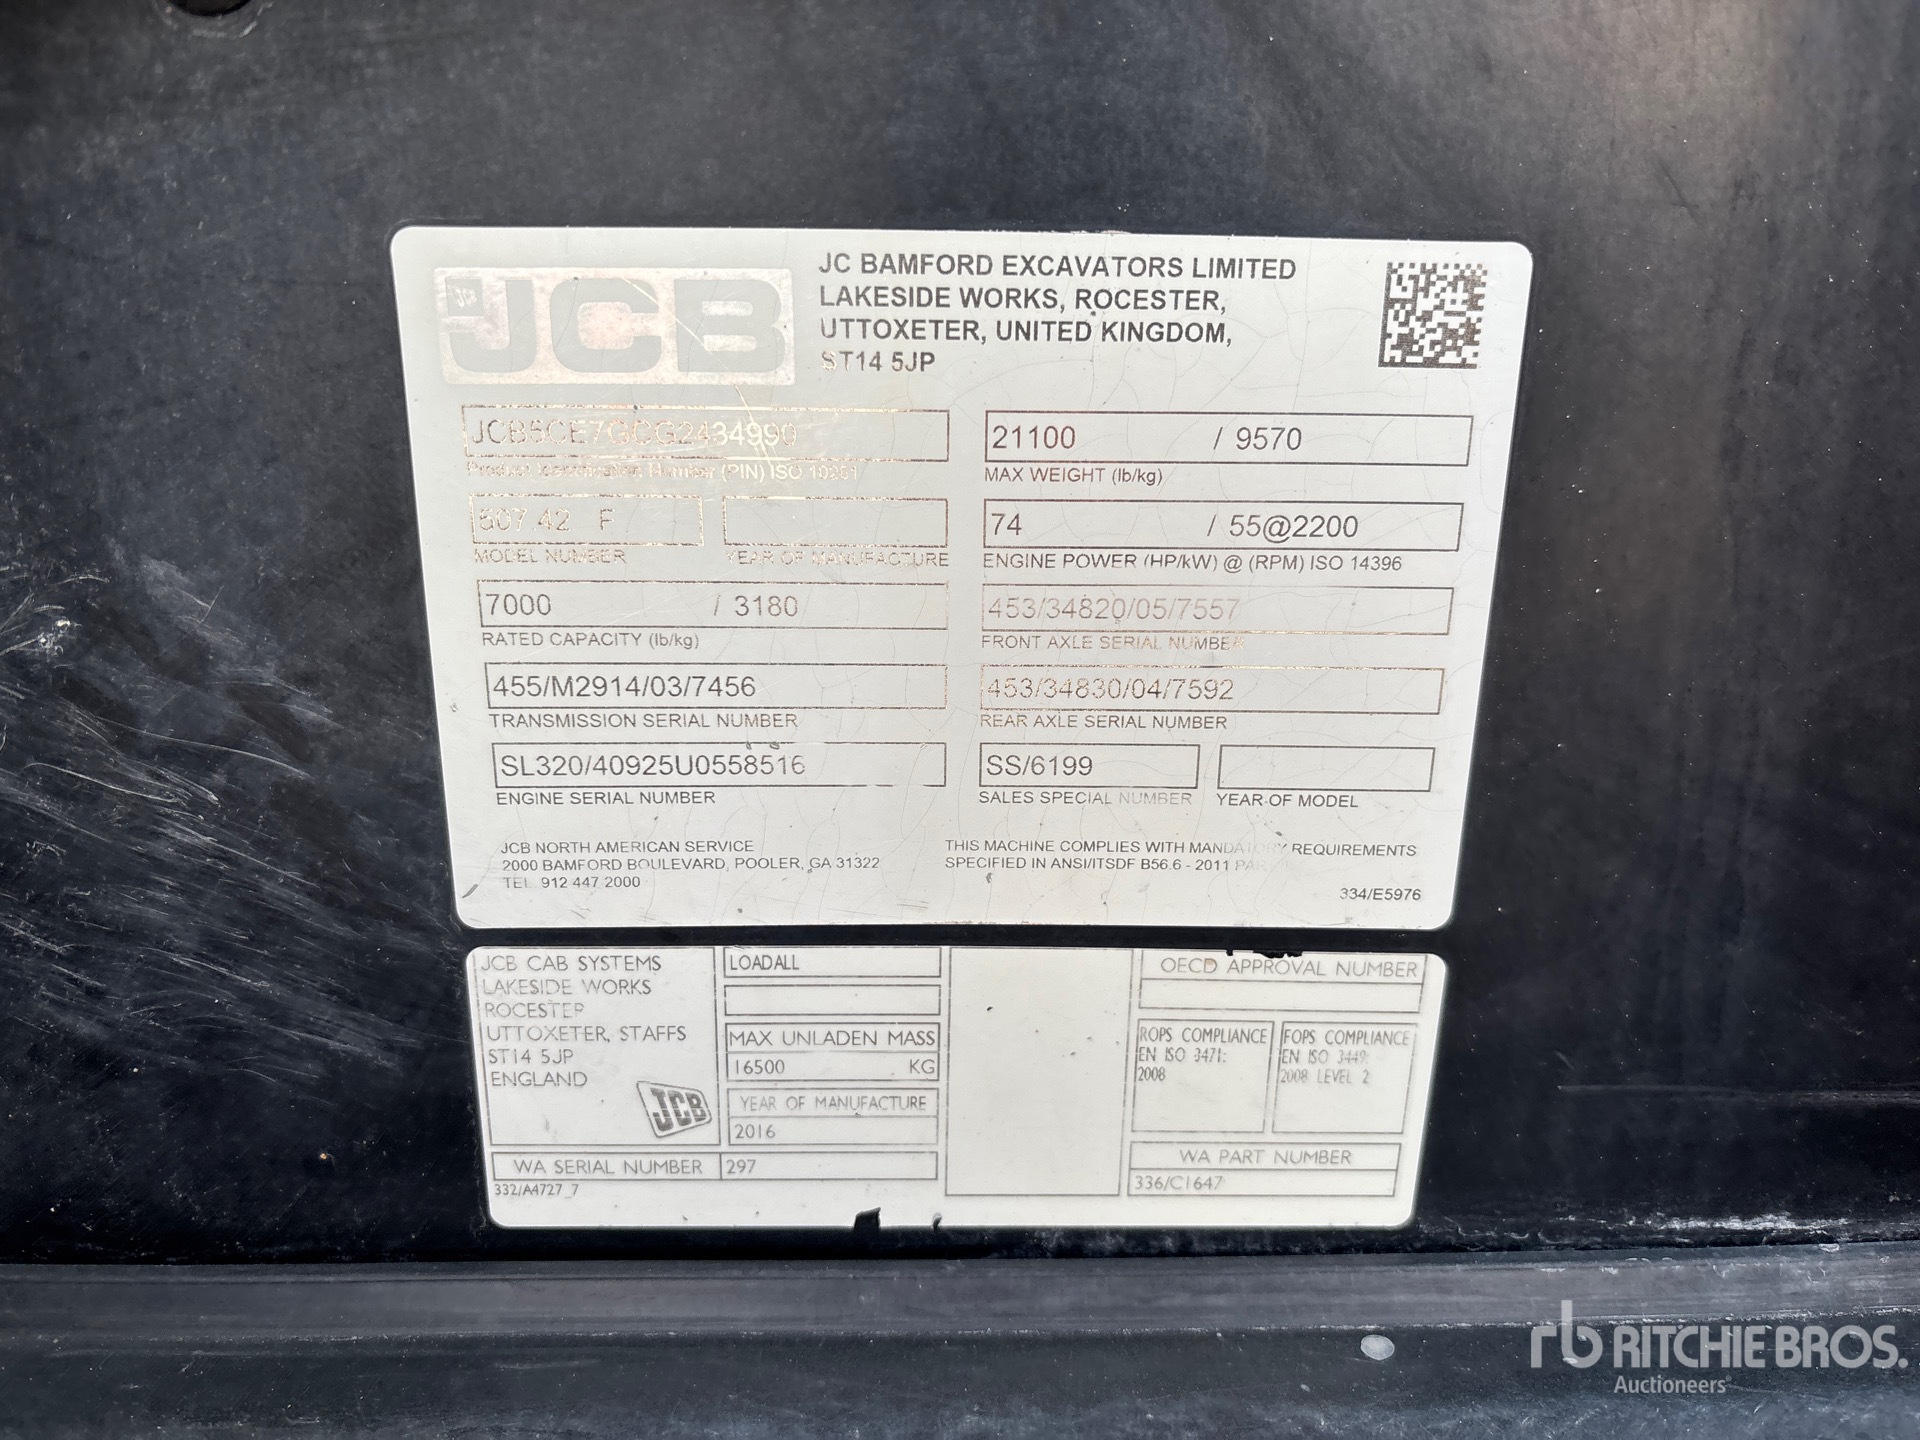 JCB
JC BAMFORD EXCAVATORS LIMITED
LAKESIDE WORKS, ROCESTER,
UTTOXETER, UNITED KINGDOM,
ST14 5JP
JCB5CE7GCG2434990
Product Identification Number (PIN) ISO 10261
507.42 F
MODEL NUMBER
YEAR OF MANUFACTURE
7000 / 3180
RATED CAPACITY (lb/kg)
455/M2914/03/7456
TRANSMISSION SERIAL NUMBER
SL320/40925U0558516
ENGINE SERIAL NUMBER
21100 / 9570
MAX WEIGHT (lb/kg)
74 / 55@2200
ENGINE POWER (HP/kW) @ (RPM) ISO 14396
453/34820/05/7557
FRONT AXLE SERIAL NUMBER
453/34830/04/7592
REAR AXLE SERIAL NUMBER
SS/6199
SALES SPECIAL NUMBER
YEAR OF MODEL
JCB NORTH AMERICAN SERVICE
2000 BAMFORD BOULEVARD, POOLER, GA 31322
TEL 912 447 2000
THIS MACHINE COMPLIES WITH MANDATORY REQUIREMENTS
SPECIFIED IN ANSI/ITSDF B56.6 - 2011
334/E5976
JCB CAB SYSTEMS
LAKESIDE WORKS
ROCESTER
UTTOXETER, STAFFS
ST14 5JP
ENGLAND
JCB
WA SERIAL NUMBER
297
332/A4727_7
LOADALL
MAX UNLADEN MASS
16500 KG
YEAR OF MANUFACTURE
2016
OECD APPROVAL NUMBER
ROPS COMPLIANCE
EN ISO 3471:
2008
FOPS COMPLIANCE
EN ISO 3449:
2008 LEVEL 2
WA PART NUMBER
336/C1647
rb RITCHIE BROS.
Auctioneers